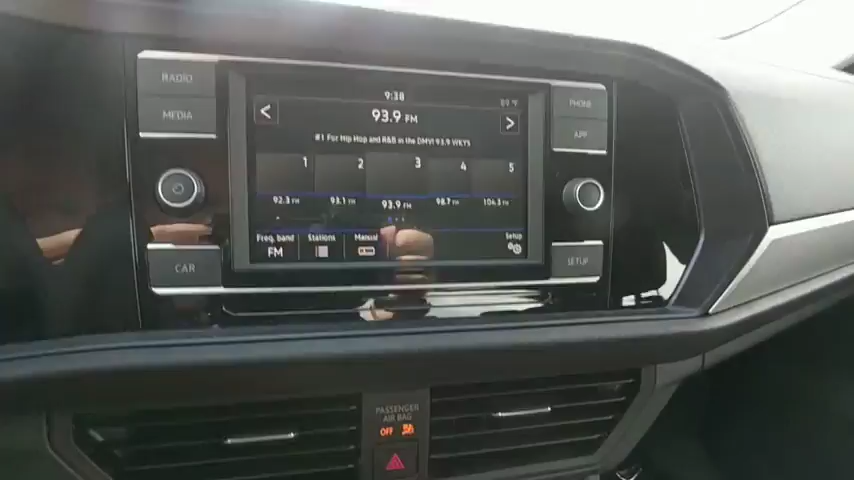 RADIO
MEDIA
CAR
9:38
93.9 FM
#1 For Hip Hop and R&B in the DMV! 93.9 WKYS
1 2 3 4 5
92.3 FM 93.1 FM 93.9 FM 98.7 FM 104.3 FM
Freq. band Stations Manual Setup
FM
PHONE
APP
SETUP
PASSENGER
AIR BAG
OFF